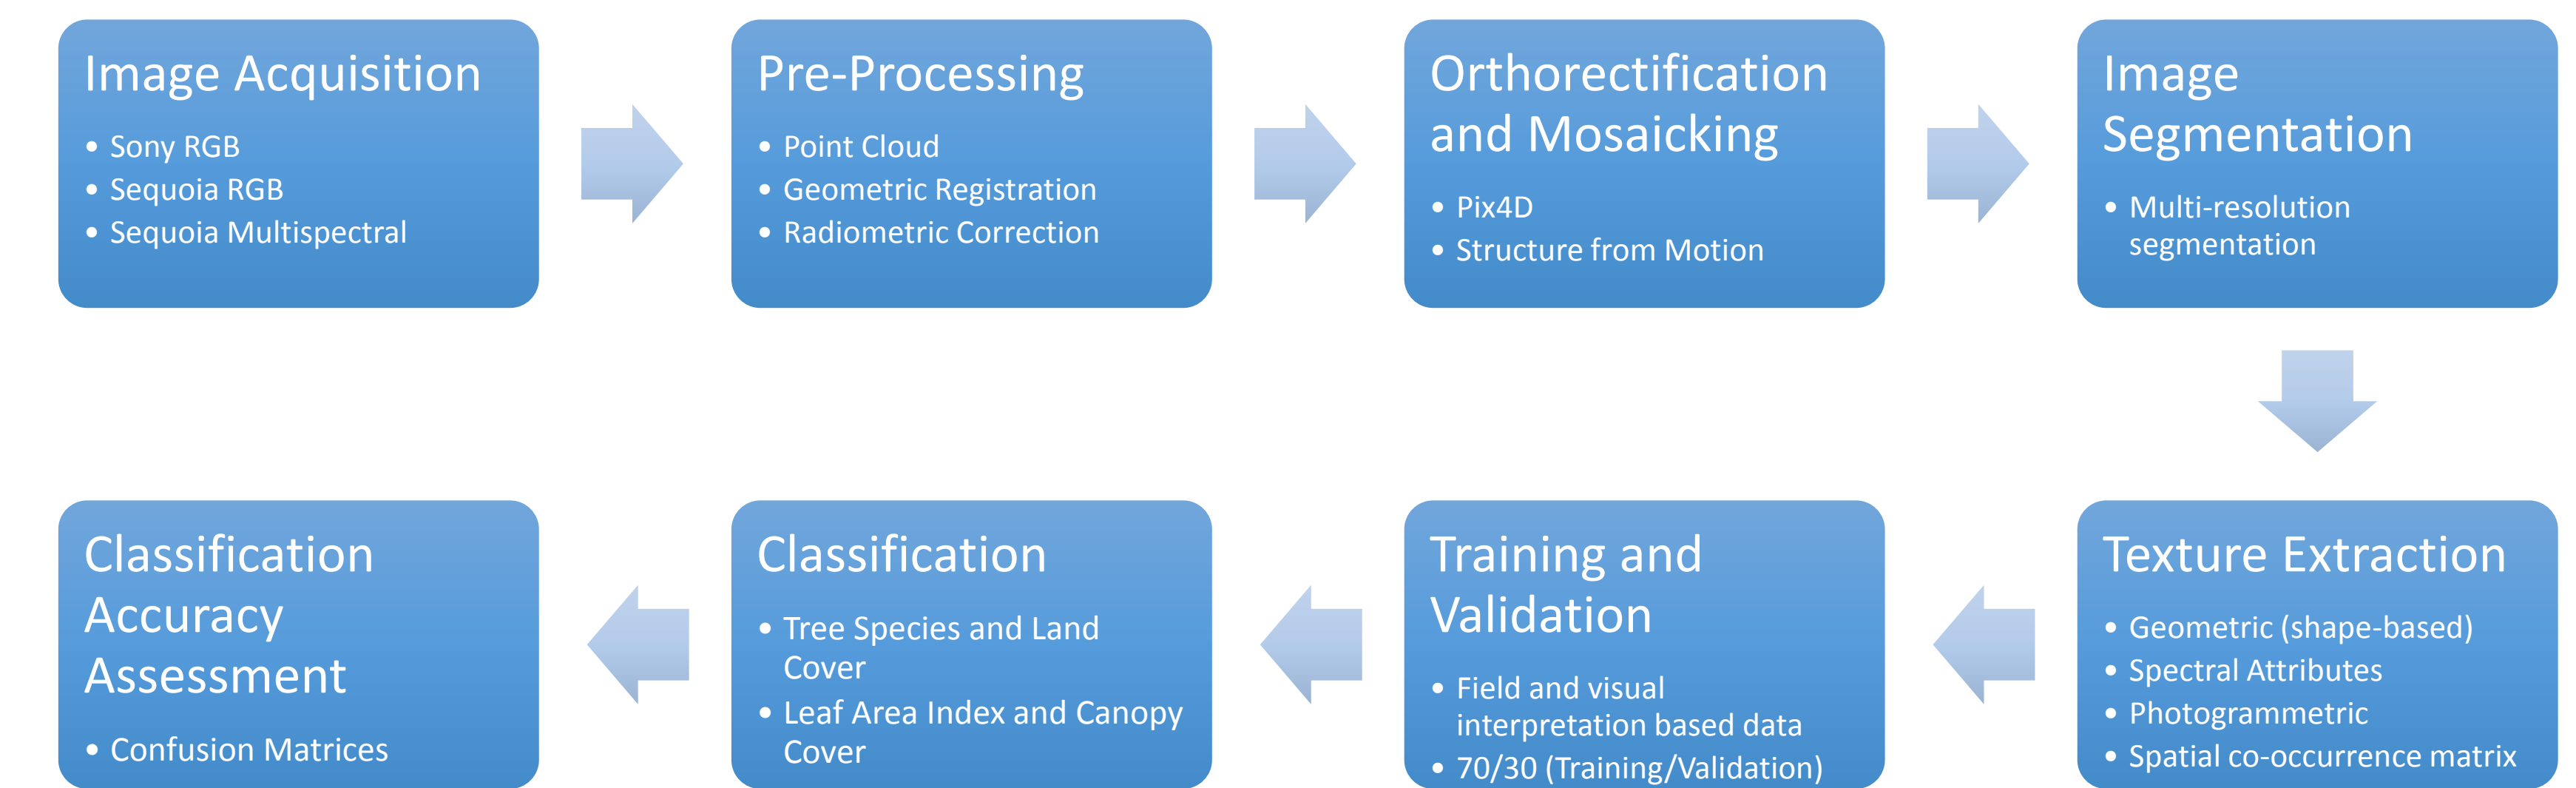 Image Acquisition
• Sony RGB
• Sequoia RGB
• Sequoia Multispectral
Pre-Processing
• Point Cloud
• Geometric Registration
• Radiometric Correction
Orthorectification
and Mosaicking
• Pix4D
• Structure from Motion
Image
Segmentation
• Multi-resolution
segmentation
Texture Extraction
• Geometric (shape-based)
• Spectral Attributes
• Photogrammetric
• Spatial co-occurrence matrix
Training and
Validation
• Field and visual
interpretation based data
• 70/30 (Training/Validation)
Classification
• Tree Species and Land
Cover
• Leaf Area Index and Canopy
Cover
Classification
Accuracy
Assessment
• Confusion Matrices